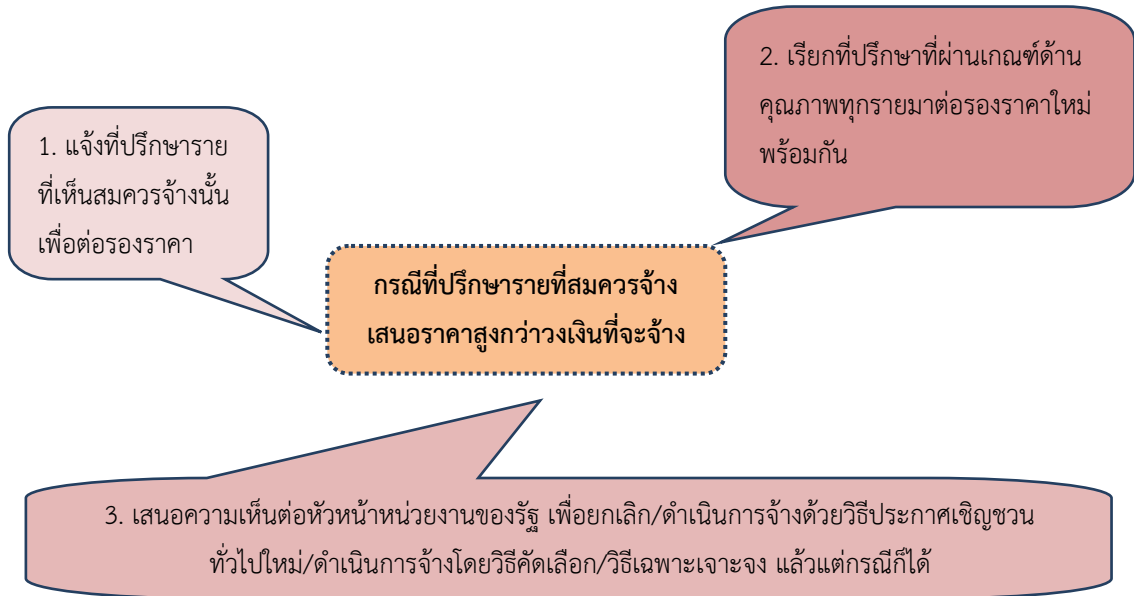 1. แจ้งที่ปรึกษาราย
ที่เห็นสมควรจ้างนั้น
เพื่อต่อรองราคา
2. เรียกที่ปรึกษาที่ผ่านเกณฑ์ด้าน
คุณภาพทุกรายมาต่อรองราคาใหม่
พร้อมกัน
กรณีที่ปรึกษารายที่สมควรจ้าง
เสนอราคาสูงกว่าวงเงินที่จะจ้าง
3. เสนอความเห็นต่อหัวหน้าหน่วยงานของรัฐ เพื่อยกเลิก/ดำเนินการจ้างด้วยวิธีประกาศเชิญชวน
ทั่วไปใหม่/ดำเนินการจ้างโดยวิธีคัดเลือก/วิธีเฉพาะเจาะจง แล้วแต่กรณีก็ได้